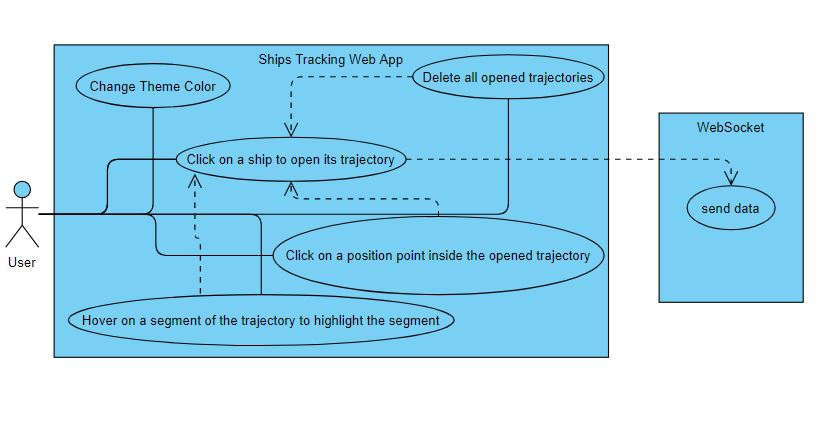 Ships Tracking Web App
Change Theme Color
Delete all opened trajectories
WebSocket
Click on a ship to open its trajectory
send data
User
Click on a position point inside the opened trajectory
Hover on a segment of the trajectory to highlight the segment